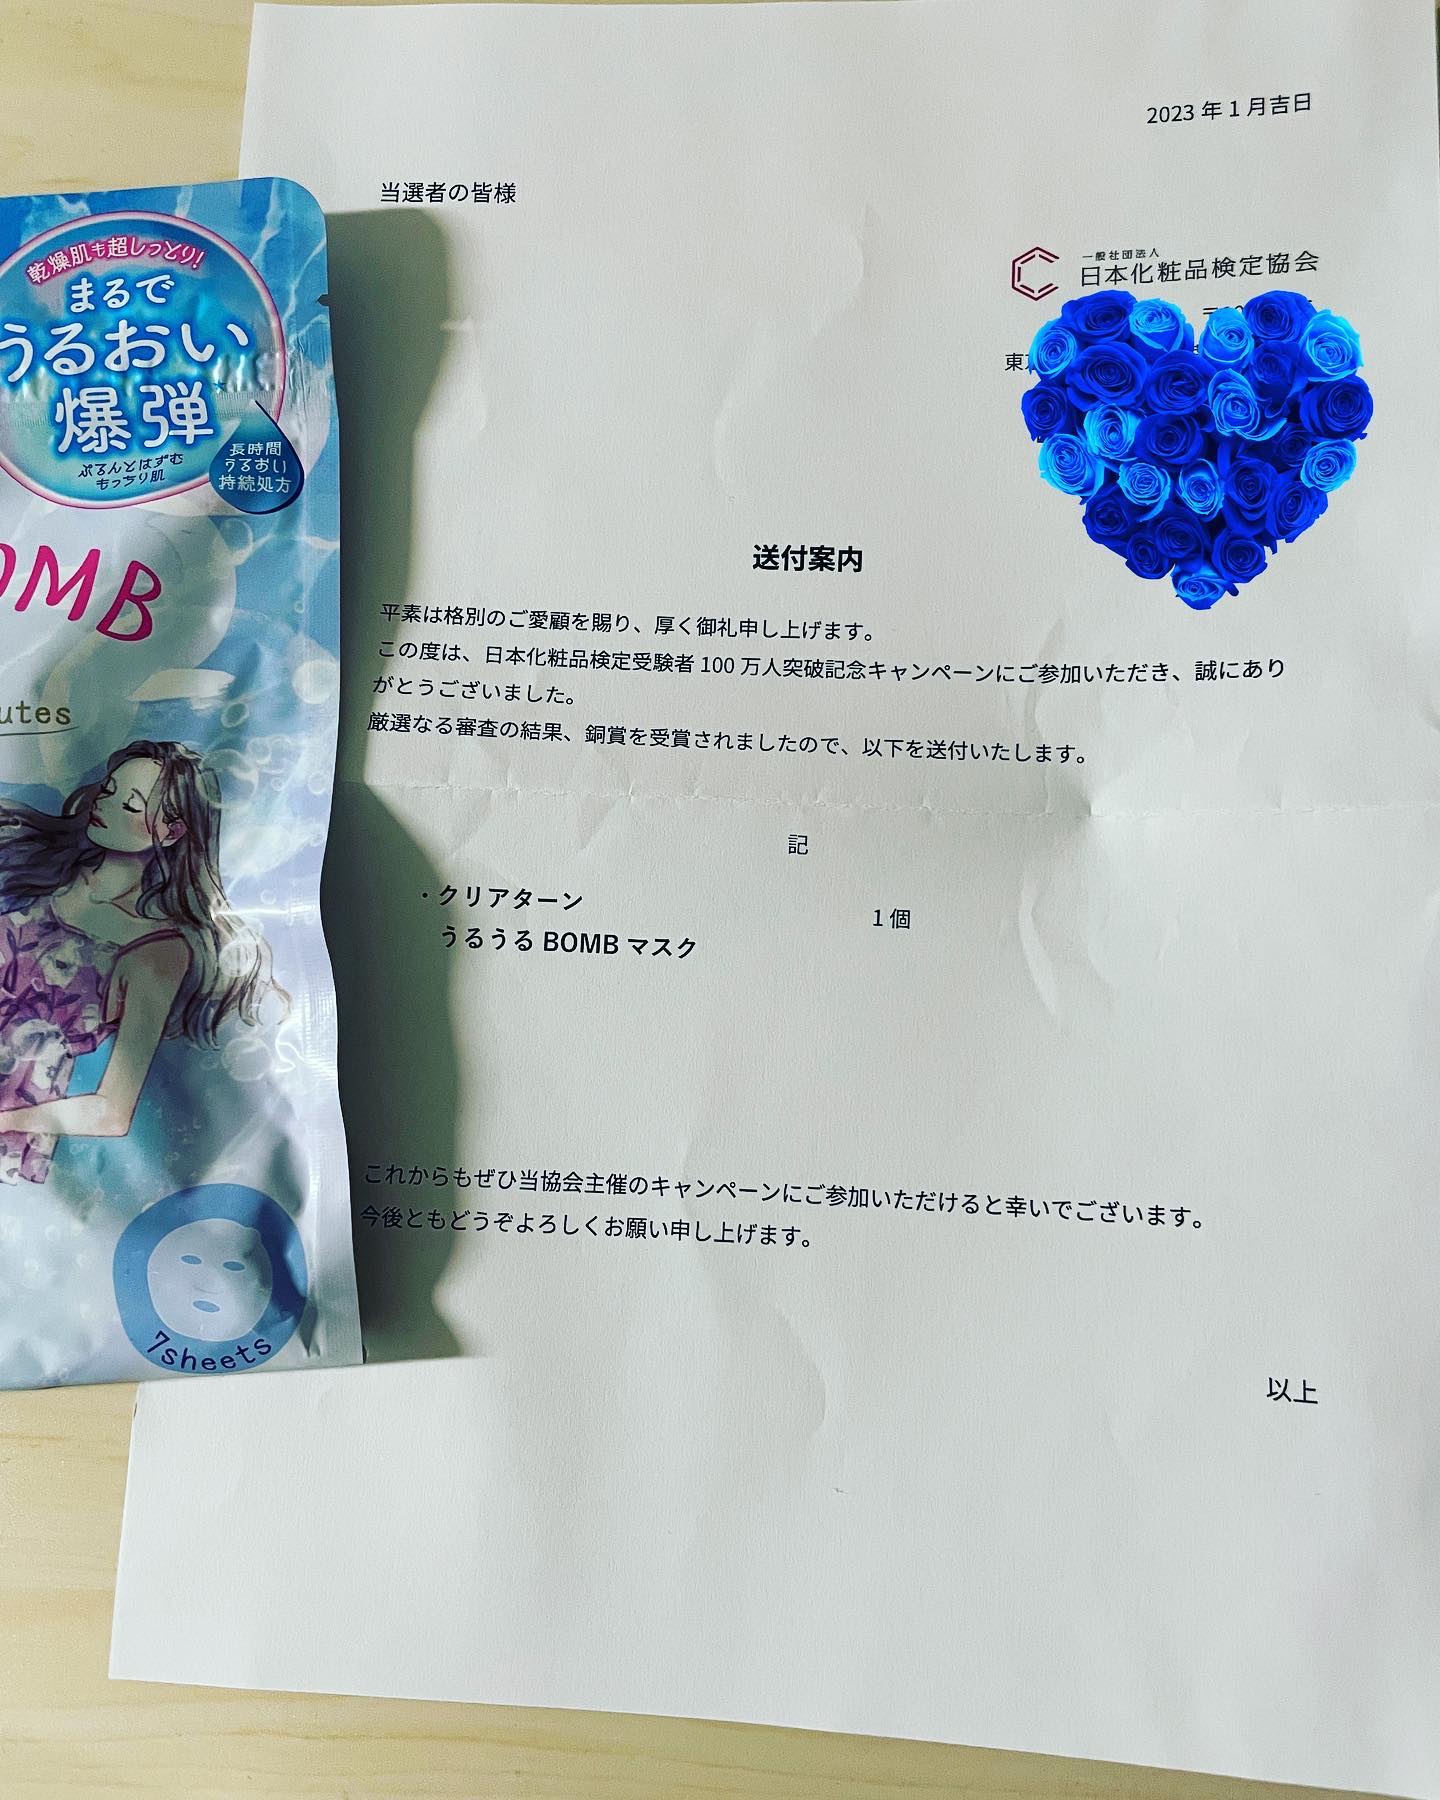 2023 年 1 月吉日
当選者の皆様
一般社団法人
日本化粧品検定協会
東
送付案内
平素は格別のご愛顧を賜り、厚く御礼申し上げます。
この度は、日本化粧品検定受験者 100 万人突破記念キャンペーンにご参加いただき、誠にあり
がとうございました。
厳選なる審査の結果、銅賞を受賞されましたので、以下を送付いたします。
記
・クリアターン
うるうる BOMB マスク
1 個
これからもぜひ当協会主催のキャンペーンにご参加いただけると幸いでございます。
今後ともどうぞよろしくお願い申し上げます。
以上
乾燥肌も超しっとり!
まるで
うるおい
爆弾
ぷるんとはずむ
もっちり肌
長時間
うるおい
持続処方
OMB
utes
7sheets